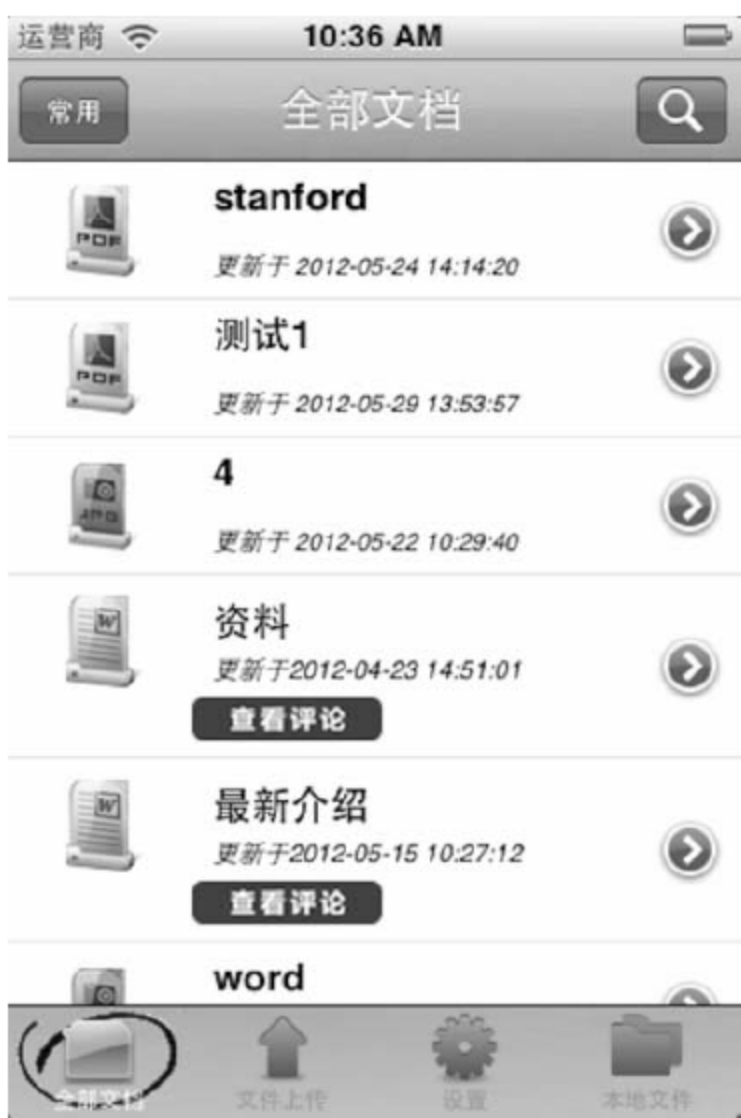 运营商 10:36 AM
常用 全部文档
stanford
PDF
更新于 2012-05-24 14:14:20
测试1
PDF
更新于 2012-05-29 13:53:57
4
JPG
更新于 2012-05-22 10:29:40
资料
W
更新于2012-04-23 14:51:01
查看评论
最新介绍
W
更新于2012-05-15 10:27:12
查看评论
word
全部文档 文件上传 设置 本地文件